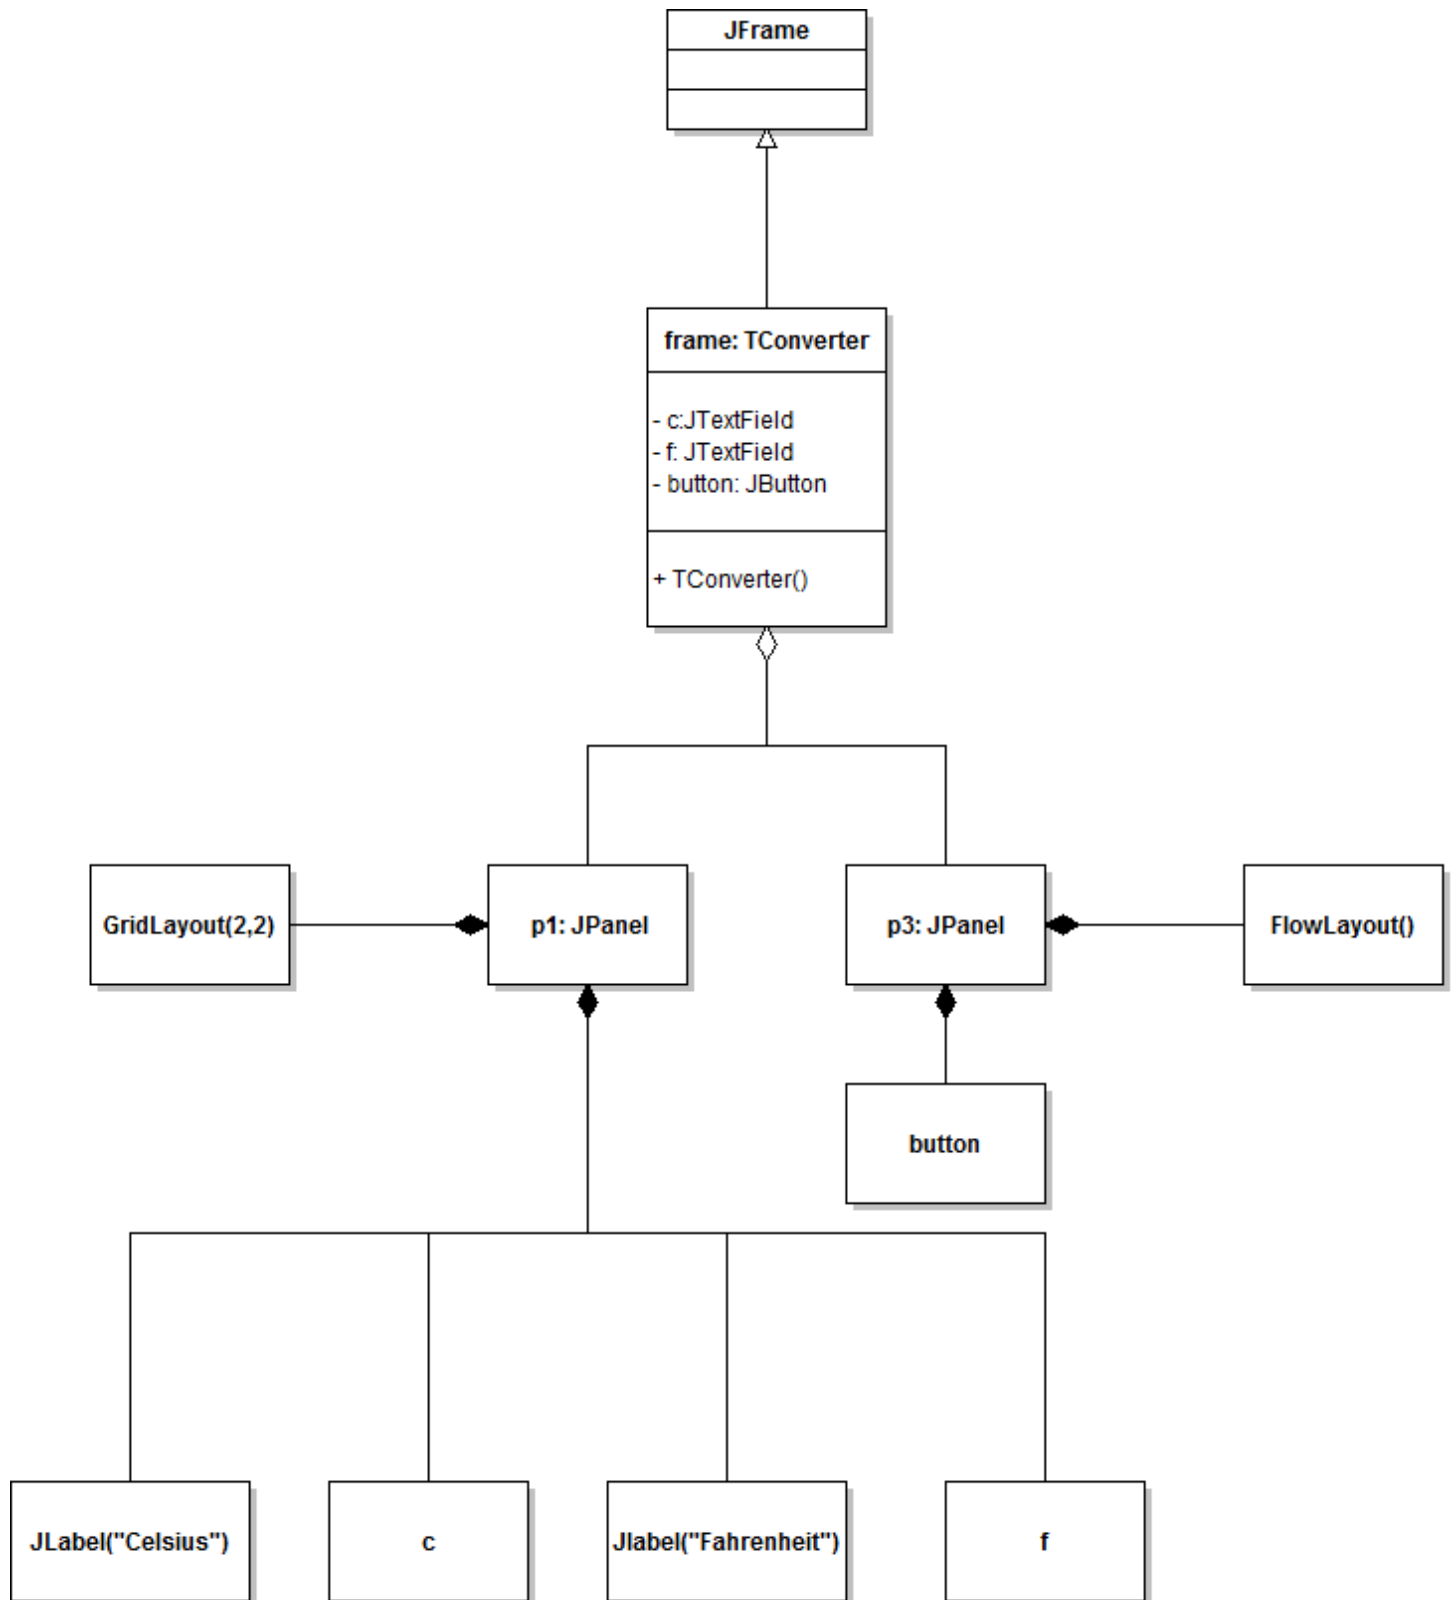 JFrame
frame: TConverter
- c:JTextField
- f: JTextField
- button: JButton
+ TConverter()
GridLayout(2,2)
p1: JPanel
p3: JPanel
FlowLayout()
button
JLabel("Celsius")
c
Jlabel("Fahrenheit")
f